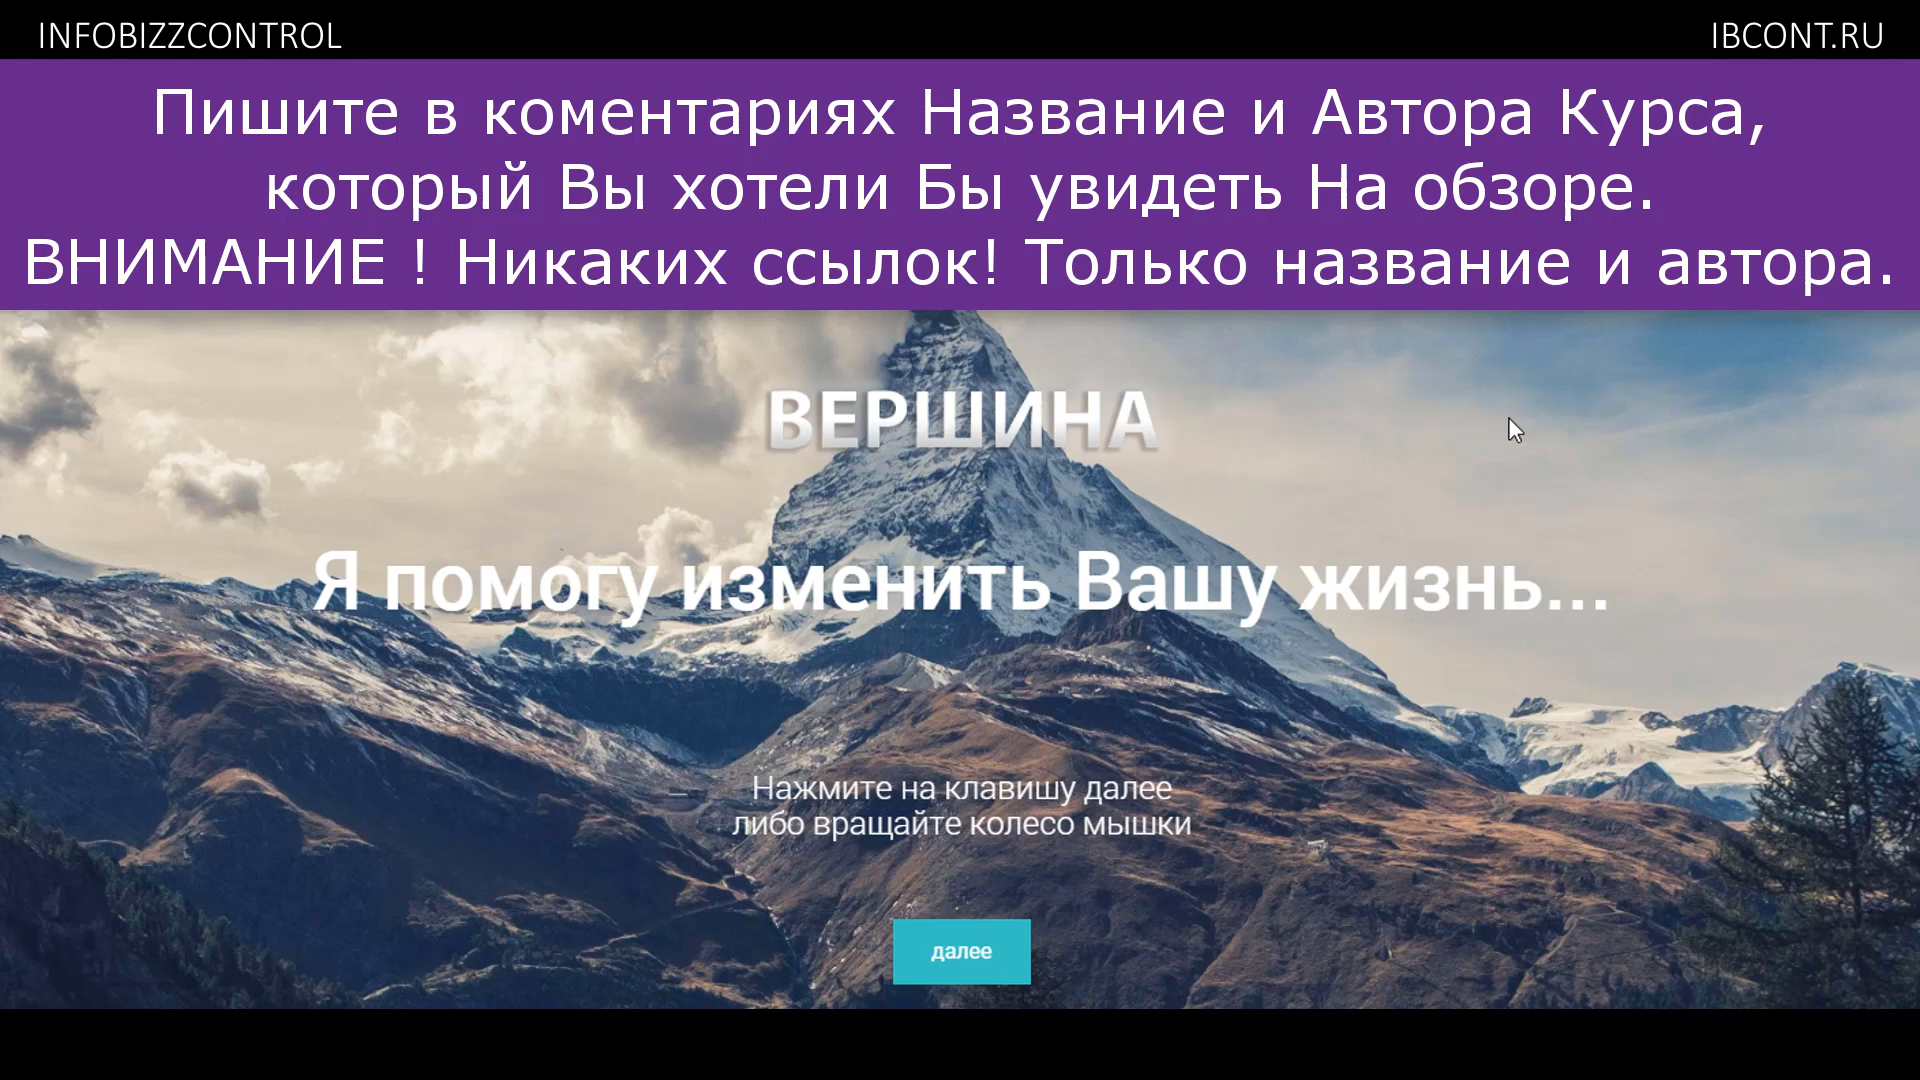 INFOBIZZCONTROL
IBCONT.RU
Пишите в коментариях Название и Автора Курса,
который Вы хотели Бы увидеть На обзоре.
ВНИМАНИЕ ! Никаких ссылок! Только название и автора.
ВЕРШИНА
Я помогу изменить Вашу жизнь...
Нажмите на клавишу далее
либо вращайте колесо мышки
далее